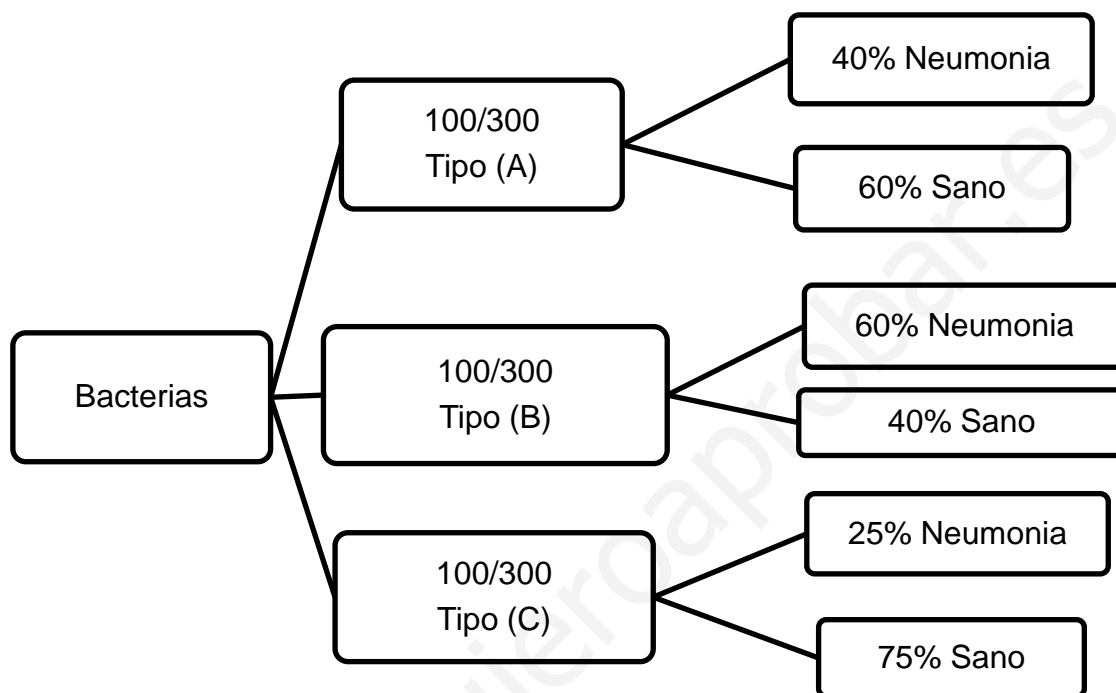 Bacterias
100/300
Tipo (A)
40% Neumonia
60% Sano
100/300
Tipo (B)
60% Neumonia
40% Sano
100/300
Tipo (C)
25% Neumonia
75% Sano